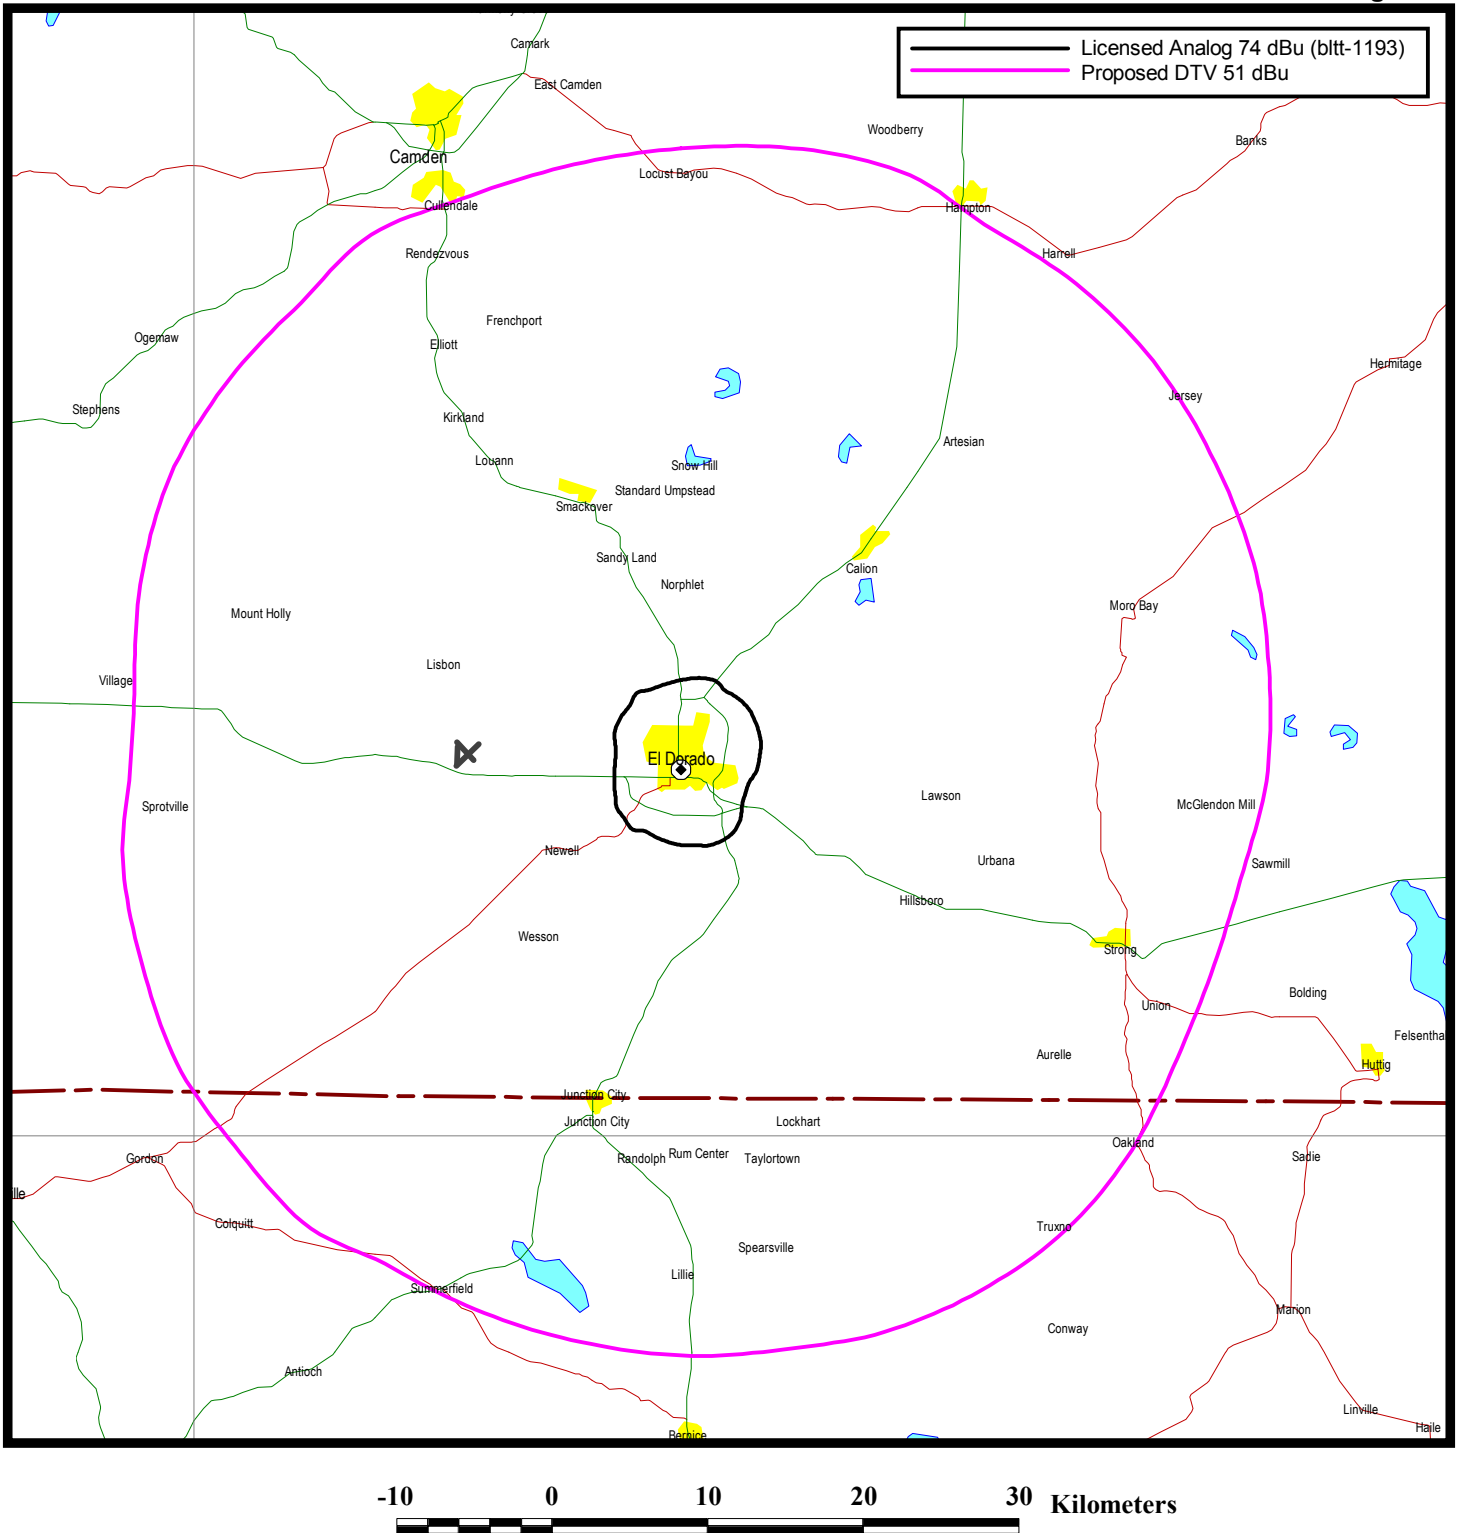 Camark
Licensed Analog 74 dBu (bltt-1193)
Proposed DTV 51 dBu
East Camden
Woodberry
Banks
Camden
Locust Bayou
Cullendale
Hampton
Rendezvous
Harrell
Frenchport
Ogemaw
Elliott
Hermitage
Jersey
Stephens
Kirkland
Artesian
Louann
Snow Hill
Standard Umpstead
Smackover
Sandy Land
Calion
Norphlet
Mount Holly
Moro Bay
Lisbon
Village
El Dorado
Lawson
Sprotville
McGlendon Mill
Newell
Urbana
Sawmill
Hillsboro
Wesson
Strong
Bolding
Union
Felsentha
Aurelle
Huttig
Junction City
Junction City
Lockhart
Oakland
Gordon
Randolph
Rum Center
Taylortown
Sadie
ille
Colquitt
Truxno
Spearsville
Lillie
Summerfield
Marion
Conway
Antioch
Linville
Haile
Bernice
-10 0 10 20 30 Kilometers